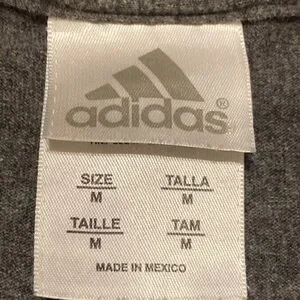 adidas®
SIZE TALLA
M M
TAILLE TAM
M M
MADE IN MEXICO